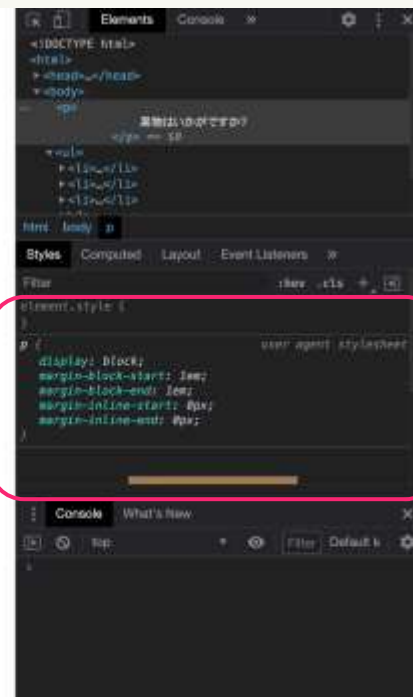 Elements Console »
<!DOCTYPE html>
<html>
▶<head>…</head>
▼<body>
… <p>
果物はいかがですか?
</p> == $0
▼<ul>
▶<li>…</li>
▶<li>…</li>
▶<li>…</li>
html body p
Styles Computed Layout Event Listeners »
Filter :hov .cls +
element.style {
}
p { user agent stylesheet
display: block;
margin-block-start: 1em;
margin-block-end: 1em;
margin-inline-start: 0px;
margin-inline-end: 0px;
}
Console What's New
top Filter Default